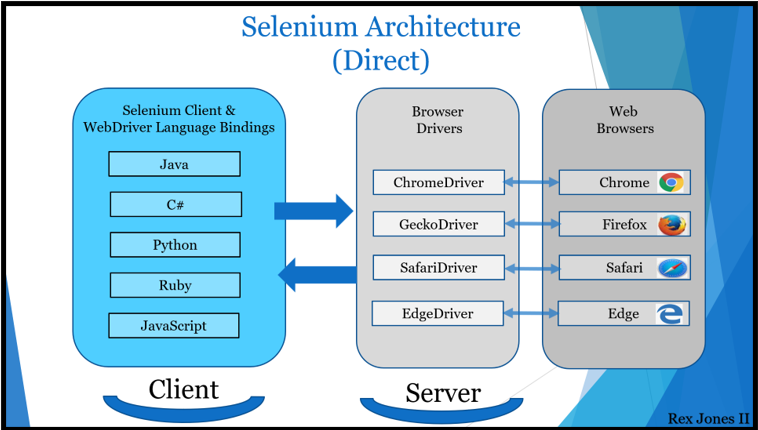 Selenium Architecture
(Direct)
Selenium Client &
WebDriver Language Bindings
Java
C#
Python
Ruby
JavaScript
Client
Browser
Drivers
ChromeDriver
GeckoDriver
SafariDriver
EdgeDriver
Server
Web
Browsers
Chrome
Firefox
Safari
Edge
Rex Jones II